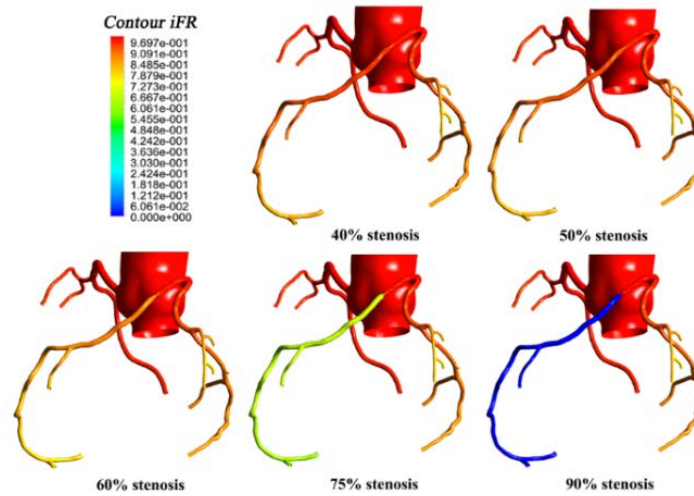 Contour iFR
9.697e-001
9.091e-001
8.485e-001
7.879e-001
7.273e-001
6.667e-001
6.061e-001
5.455e-001
4.848e-001
4.242e-001
3.636e-001
3.030e-001
2.424e-001
1.818e-001
1.212e-001
6.061e-002
0.000e+000
40% stenosis
50% stenosis
60% stenosis
75% stenosis
90% stenosis